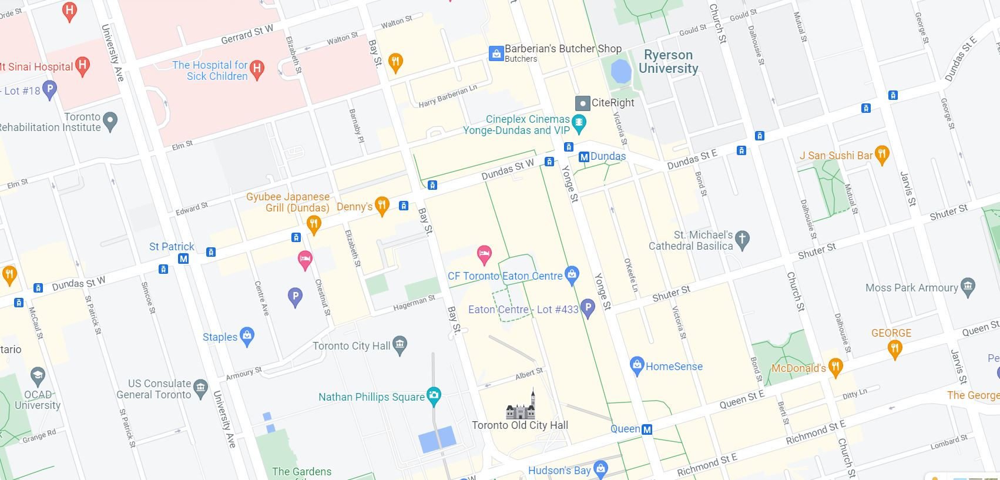 Orde St
H
University Ave
Gerrard St W
Walton St
Walton St
Elizabeth St
Bay St.
Barberian's Butcher Shop
Butchers
Ryerson
University
Church St
Gould St
Gould St
Dalhousie St
Mutual St
George St
Dundas St E
Mt Sinai Hospital
H
The Hospital for
Sick Children
H
- Lot #18
P
Harry Barberian Ln
CiteRight
Toronto
Rehabilitation Institute
Elm St
Barnaby Pl
Cineplex Cinemas
Yonge-Dundas and VIP
Victoria St
George St
M Dundas
Dundas St E
J San Sushi Bar
Elm St
Edward St
Gyubee Japanese
Grill (Dundas)
Denny's
Dundas St W
Yonge St
Bond St
Jarvis St
Mutual St
Dalhousie St
Shuter St
Bay St.
St Patrick
M
Elizabeth St
St. Michael's
Cathedral Basilica
Shuter St
Dundas St W
CF Toronto Eaton Centre
O'Keefe Ln
Yonge St
Church St
Shuter St
Moss Park Armoury
Simcoe St
St Patrick St
McCaul St
Centre Ave
Chestnut St
P
Hagerman St
Bay St.
Eaton Centre - Lot #433
P
Victoria St
Dalhousie St
Queen St
GEORGE
Staples
Toronto City Hall
tario
OCAD
University
US Consulate
General Toronto
Armoury St
Albert St
HomeSense
Bond St
McDonald's
Jarvis St
Pe
Nathan Phillips Square
Toronto Old City Hall
Queen St E
Ditty Ln
The George
University Ave
St Patrick St
Grange Rd
Queen M
Berti St
Richmond St E
Church St
Lombard St
Bay St.
The Gardens
Hudson's Bay
Richmond St E